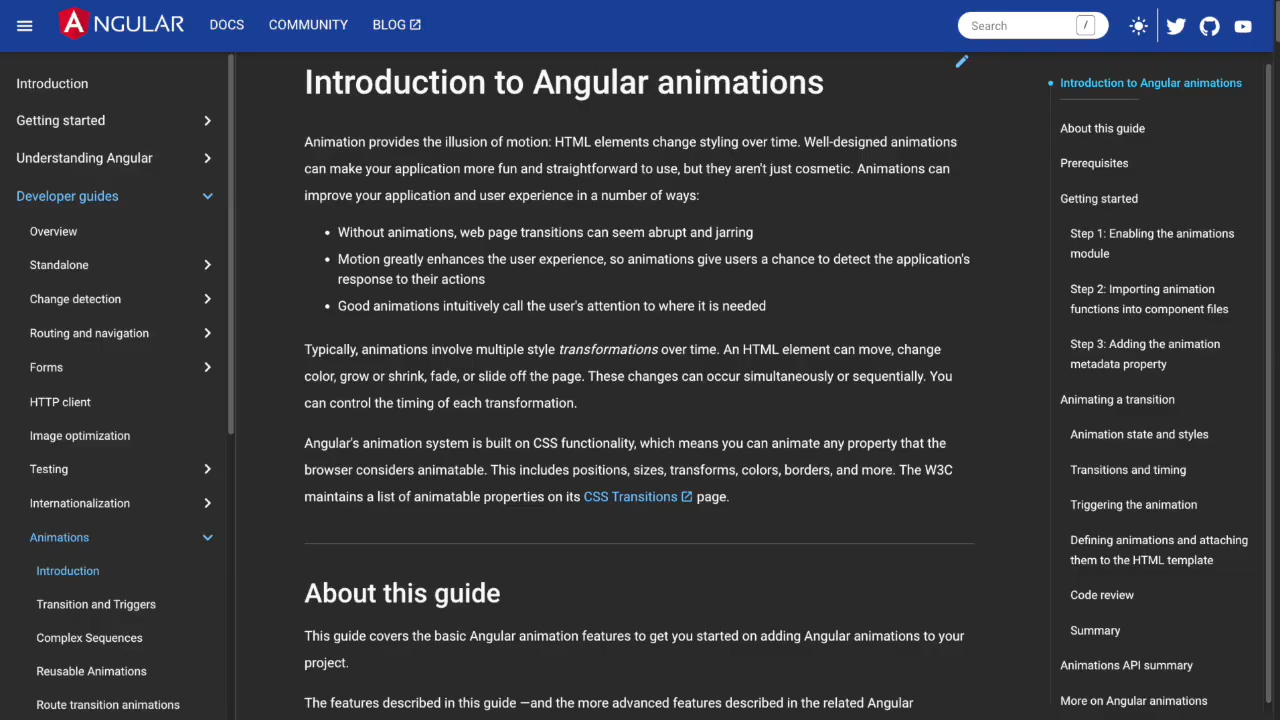 ANGULAR
DOCS
COMMUNITY
BLOG
Search
/
Introduction
Getting started
Understanding Angular
Developer guides
Overview
Standalone
Change detection
Routing and navigation
Forms
HTTP client
Image optimization
Testing
Internationalization
Animations
Introduction
Transition and Triggers
Complex Sequences
Reusable Animations
Route transition animations
Introduction to Angular animations
Animation provides the illusion of motion: HTML elements change styling over time. Well-designed animations
can make your application more fun and straightforward to use, but they aren't just cosmetic. Animations can
improve your application and user experience in a number of ways:
• Without animations, web page transitions can seem abrupt and jarring
• Motion greatly enhances the user experience, so animations give users a chance to detect the application's
response to their actions
• Good animations intuitively call the user's attention to where it is needed
Typically, animations involve multiple style transformations over time. An HTML element can move, change
color, grow or shrink, fade, or slide off the page. These changes can occur simultaneously or sequentially. You
can control the timing of each transformation.
Angular's animation system is built on CSS functionality, which means you can animate any property that the
browser considers animatable. This includes positions, sizes, transforms, colors, borders, and more. The W3C
maintains a list of animatable properties on its CSS Transitions page.
About this guide
This guide covers the basic Angular animation features to get you started on adding Angular animations to your
project.
The features described in this guide —and the more advanced features described in the related Angular
Introduction to Angular animations
About this guide
Prerequisites
Getting started
Step 1: Enabling the animations
module
Step 2: Importing animation
functions into component files
Step 3: Adding the animation
metadata property
Animating a transition
Animation state and styles
Transitions and timing
Triggering the animation
Defining animations and attaching
them to the HTML template
Code review
Summary
Animations API summary
More on Angular animations